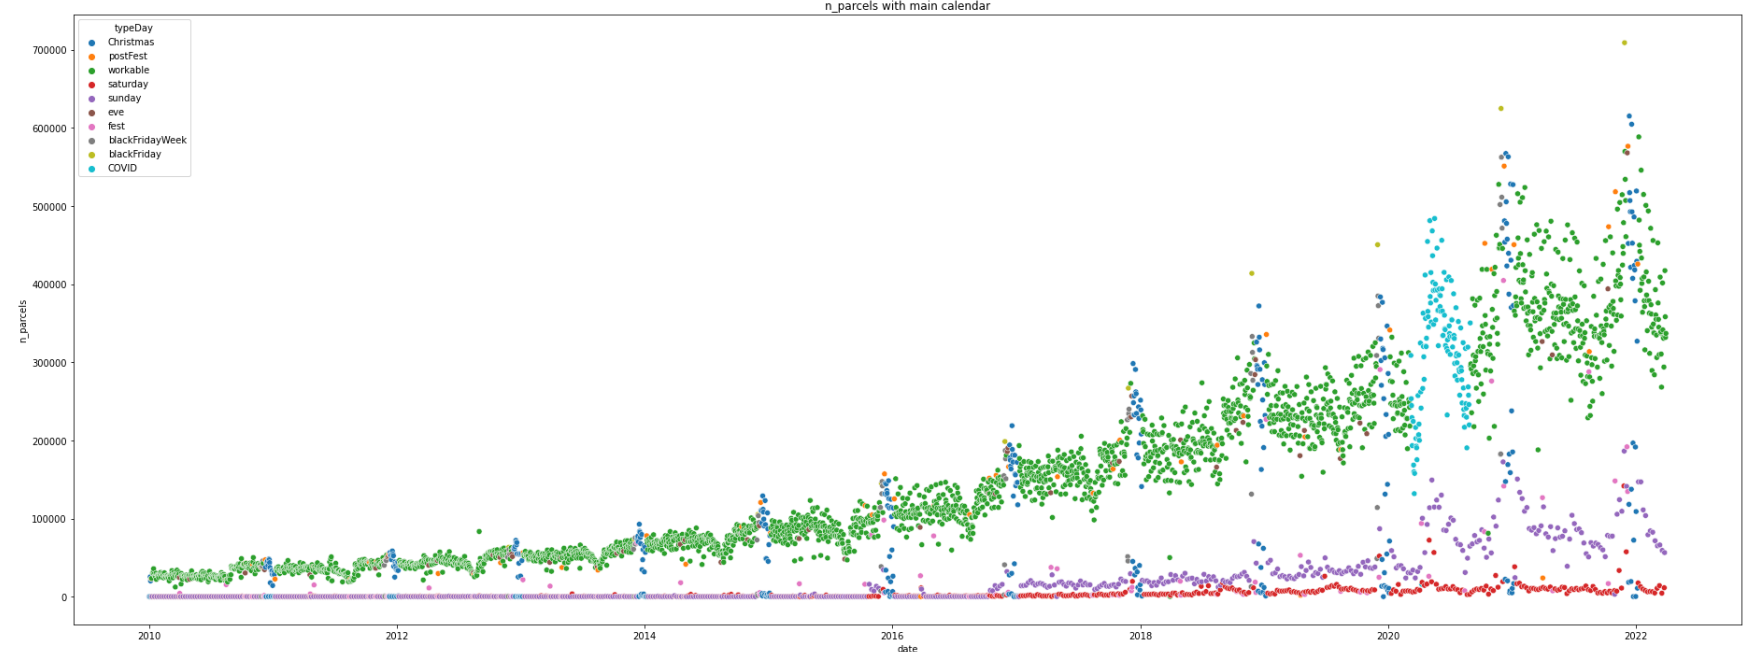 n_parcels with main calendar
typeDay
Christmas
postFest
workable
saturday
sunday
eve
fest
blackFridayWeek
blackFriday
COVID
n_parcels
700000
600000
500000
400000
300000
200000
100000
0
2010
2012
2014
2016
2018
2020
2022
date